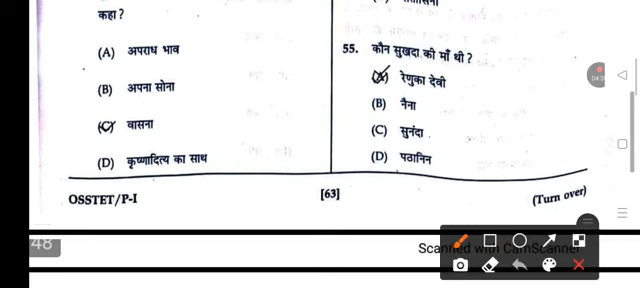 कहा ?
(A) अपराध भाव
(B) अपना सोना
(C) वासना
(D) कृष्णादित्य का साथ
55. कौन सुखदा की माँ थी ?
(A) रेणुका देवी
(B) नैना
(C) सुनंदा
(D) पठानिन
OSSTET/P-I
[63]
(Turn over)
48
Scanned with CamScanner